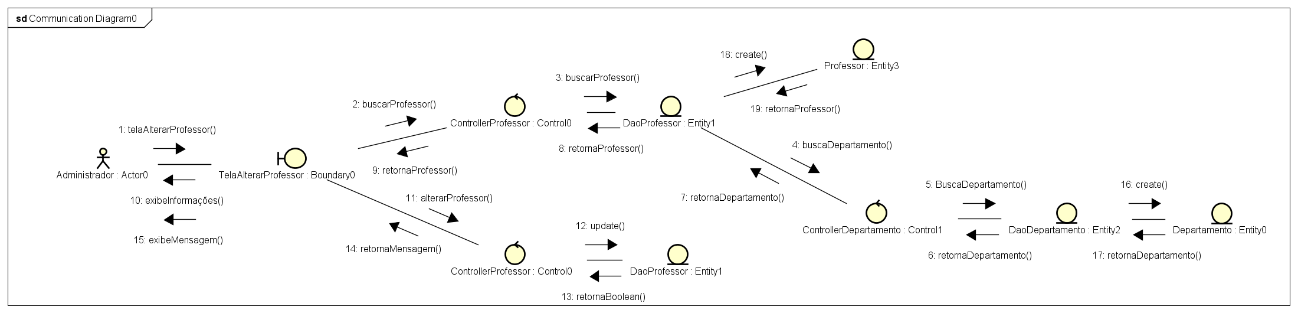 sd Communication Diagram0
18: create()
Professor : Entity3
19: retornaProfessor()
3: buscarProfessor()
2: buscarProfessor()
ControllerProfessor : Control0
DaoProfessor : Entity1
1: telaAlterarProfessor()
8: retornaProfessor()
4: buscaDepartamento()
9: retornaProfessor()
Administrador : Actor0
TelaAlterarProfessor : Boundary0
10: exibeInformações()
11: alterarProfessor()
7: retornaDepartamento()
5: BuscaDepartamento()
16: create()
15: exibeMensagem()
14: retornaMensagem()
12: update()
ControllerDepartamento : Control1
DaoDepartamento : Entity2
Departamento : Entity0
6: retornaDepartamento()
17: retornaDepartamento()
ControllerProfessor : Control0
DaoProfessor : Entity1
13: retornaBoolean()